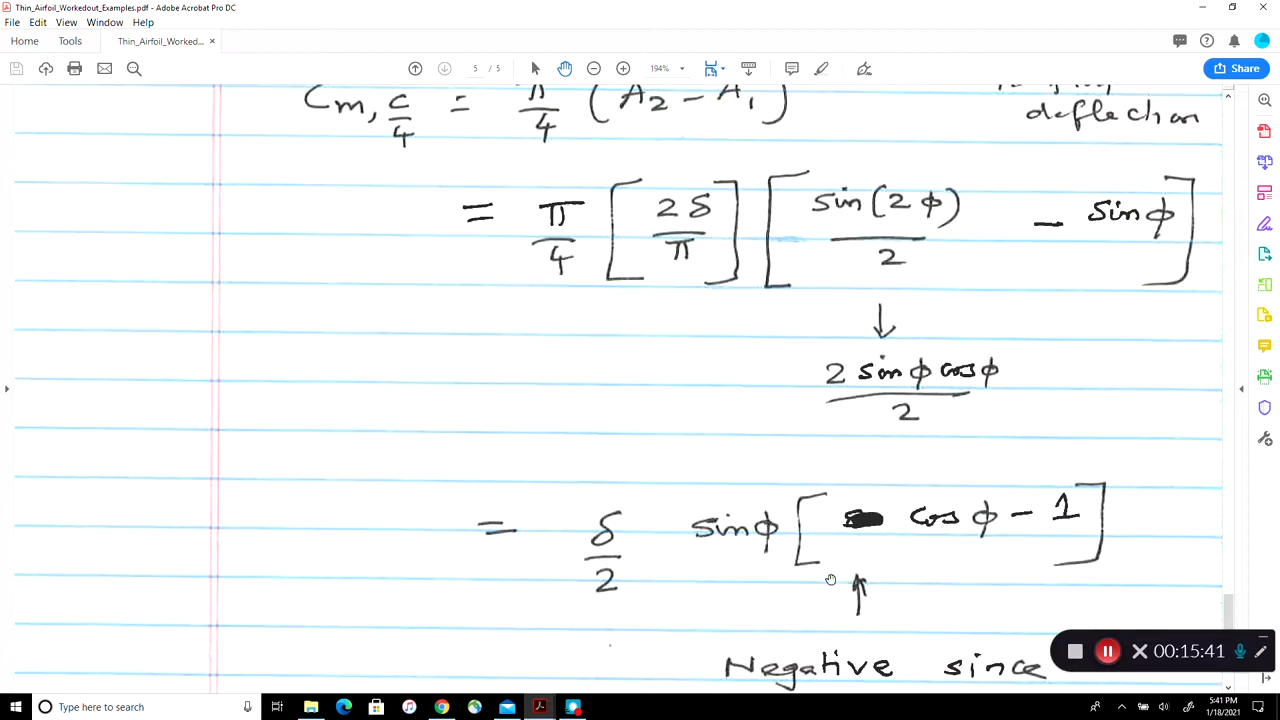 Thin_Airfoil_Workedout_Examples.pdf - Adobe Acrobat Pro DC
File Edit View Window Help
Home Tools Thin_Airfoil_Worked... ×
5 / 5 194% Share
Cm, c/4 = π/4 (A2 - A1)
deflection
= π/4 [2δ/π] [sin(2φ)/2 - sinφ]
↓
2 sinφ cosφ/2
= δ/2 sinφ [cosφ - 1]
↑
Negative since
00:15:41
Type here to search
5:41 PM
1/18/2021